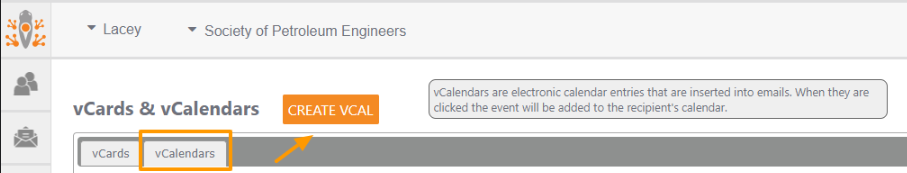 Lacey
Society of Petroleum Engineers
vCards & vCalendars
CREATE VCAL
vCalendars are electronic calendar entries that are inserted into emails. When they are
clicked the event will be added to the recipient's calendar.
vCards
vCalendars